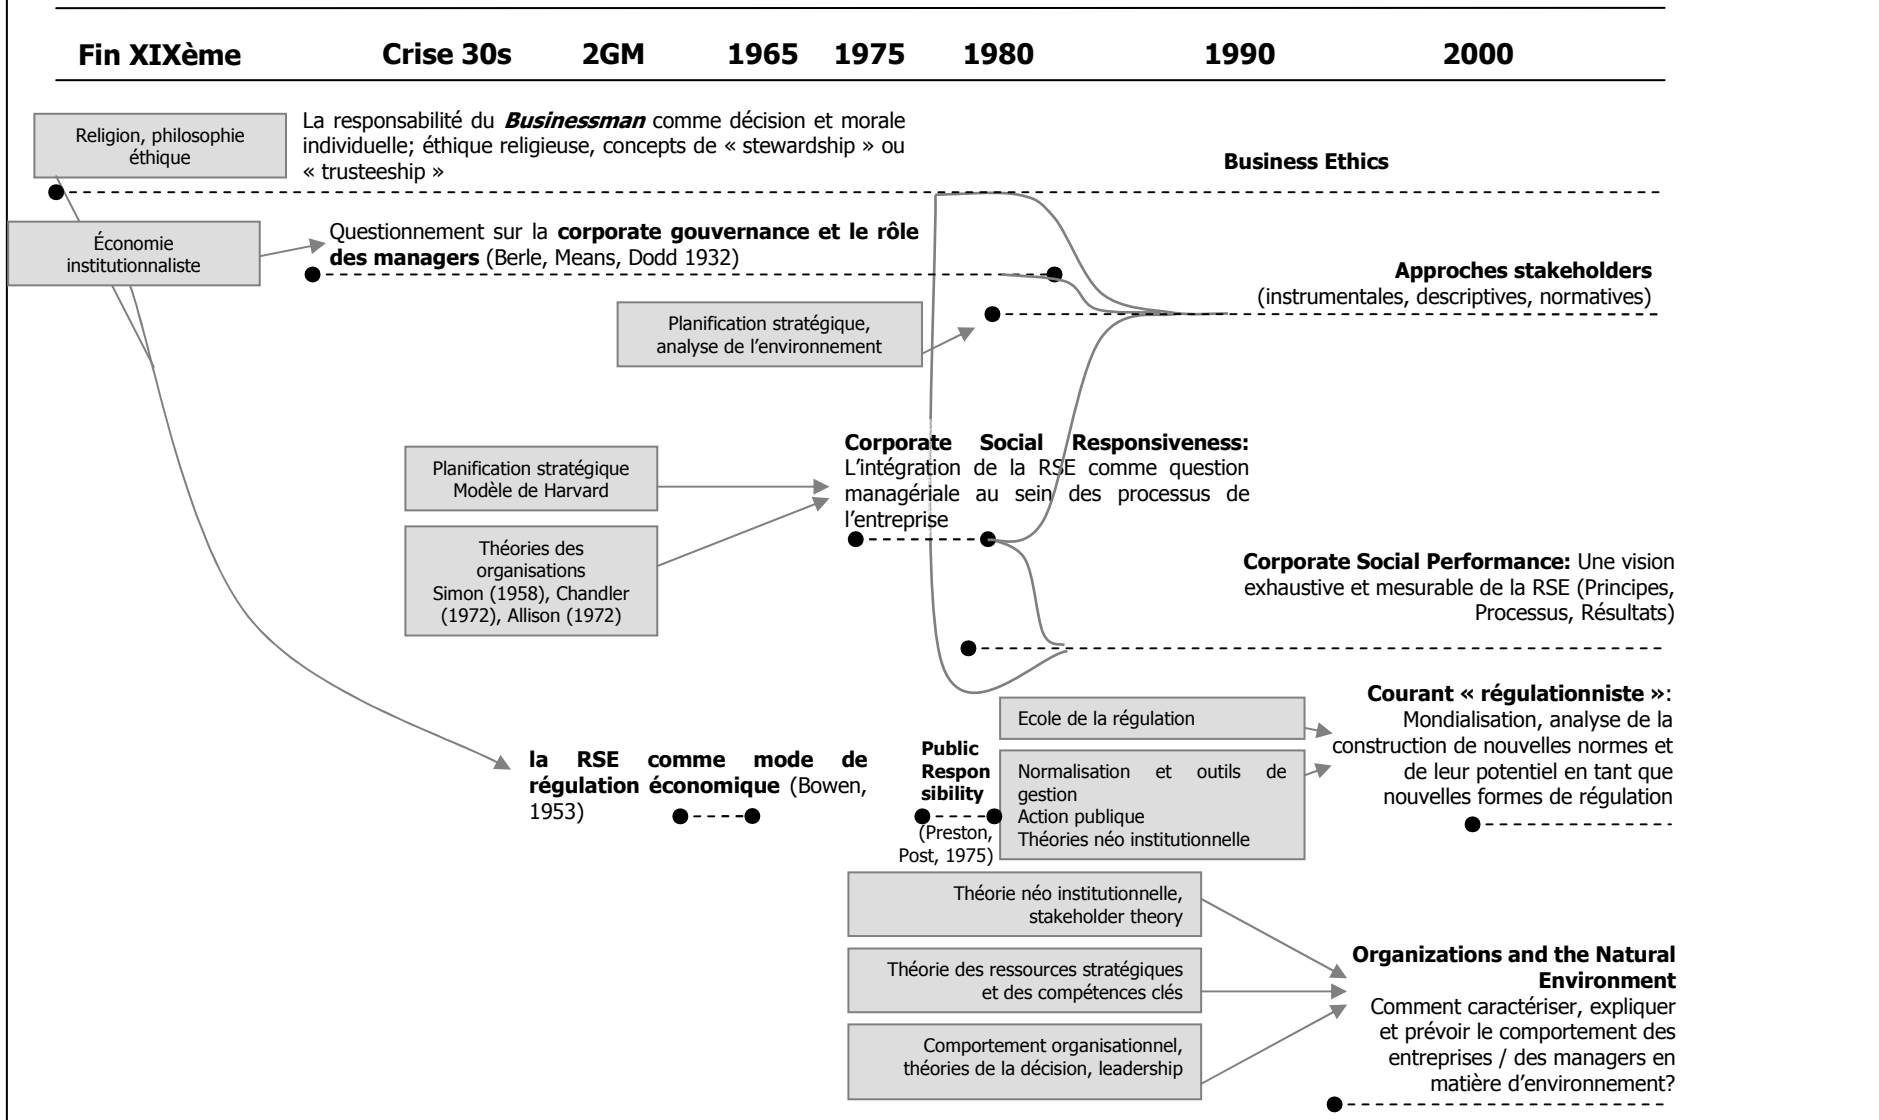 Fin XIXème Crise 30s 2GM 1965 1975 1980 1990 2000
Religion, philosophie
éthique
La responsabilité du Businessman comme décision et morale
individuelle; éthique religieuse, concepts de « stewardship » ou
« trusteeship »
Business Ethics
Économie
institutionnaliste
Questionnement sur la corporate gouvernance et le rôle
des managers (Berle, Means, Dodd 1932)
Approches stakeholders
(instrumentales, descriptives, normatives)
Planification stratégique,
analyse de l’environnement
Planification stratégique
Modèle de Harvard
Corporate Social Responsiveness:
L’intégration de la RSE comme question
managériale au sein des processus de
l’entreprise
Théories des
organisations
Simon (1958), Chandler
(1972), Allison (1972)
Corporate Social Performance: Une vision
exhaustive et mesurable de la RSE (Principes,
Processus, Résultats)
la RSE comme mode de
régulation économique (Bowen,
1953)
Public
Respon
sibility
(Preston,
Post, 1975)
Ecole de la régulation
Normalisation et outils de
gestion
Action publique
Théories néo institutionnelle
Courant « régulationniste »:
Mondialisation, analyse de la
construction de nouvelles normes et
de leur potentiel en tant que
nouvelles formes de régulation
Théorie néo institutionnelle,
stakeholder theory
Théorie des ressources stratégiques
et des compétences clés
Comportement organisationnel,
théories de la décision, leadership
Organizations and the Natural
Environment
Comment caractériser, expliquer
et prévoir le comportement des
entreprises / des managers en
matière d’environnement?